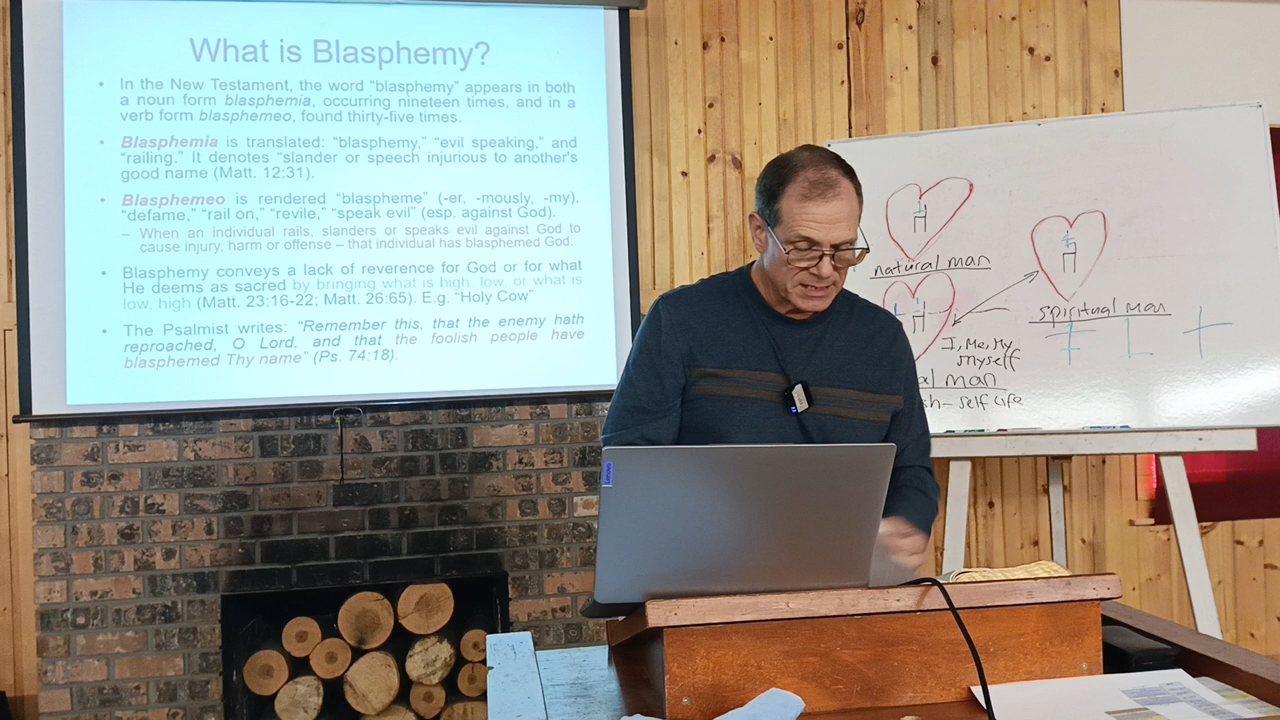 What is Blasphemy?
• In the New Testament, the word "blasphemy" appears in both
a noun form blasphemia, occurring nineteen times, and in a
verb form blasphemeo, found thirty-five times.
• Blasphemia is translated: "blasphemy," "evil speaking," and
"railing." It denotes "slander or speech injurious to another's
good name (Matt. 12:31).
• Blasphemeo is rendered "blaspheme" (-er, -mously, -my),
"defame," "rail on," "revile," "speak evil" (esp. against God).
– When an individual rails, slanders or speaks evil against God to
cause injury, harm or offense – that individual has blasphemed God.
• Blasphemy conveys a lack of reverence for God or for what
He deems as sacred by bringing what is high, low, or what is
low, high (Matt. 23:16-22; Matt. 26:65). E.g. "Holy Cow"
• The Psalmist writes: "Remember this, that the enemy hath
reproached, O Lord, and that the foolish people have
blasphemed Thy name" (Ps. 74:18).
natural man
spiritual man
I, Me, My
Myself
al man
h-self Life
Lenovo